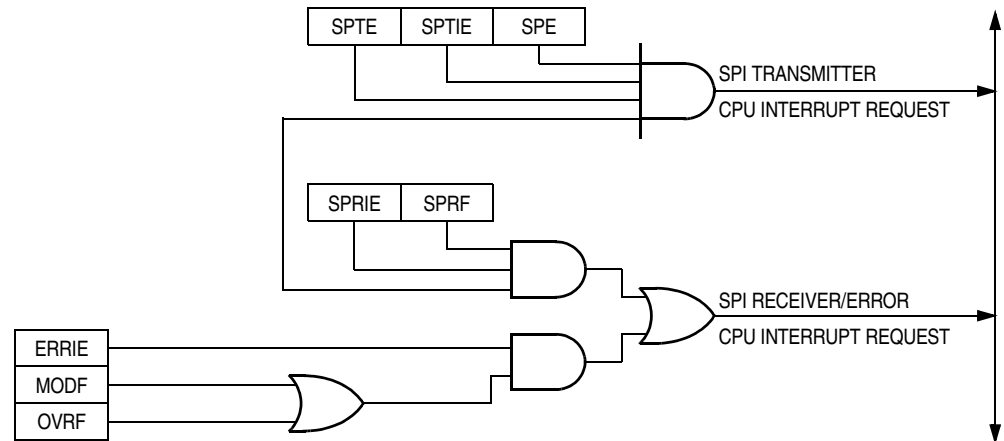 SPTE SPTIE SPE
SPI TRANSMITTER
CPU INTERRUPT REQUEST
SPRIE SPRF
SPI RECEIVER/ERROR
CPU INTERRUPT REQUEST
ERRIE
MODF
OVRF